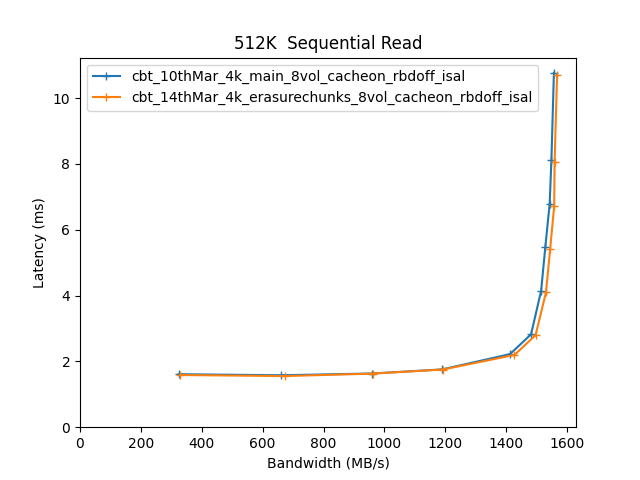 512K  Sequential Read
cbt_10thMar_4k_main_8vol_cacheon_rbdoff_isal
cbt_14thMar_4k_erasurechunks_8vol_cacheon_rbdoff_isal
Latency (ms)
10
8
6
4
2
0
0 200 400 600 800 1000 1200 1400 1600
Bandwidth (MB/s)